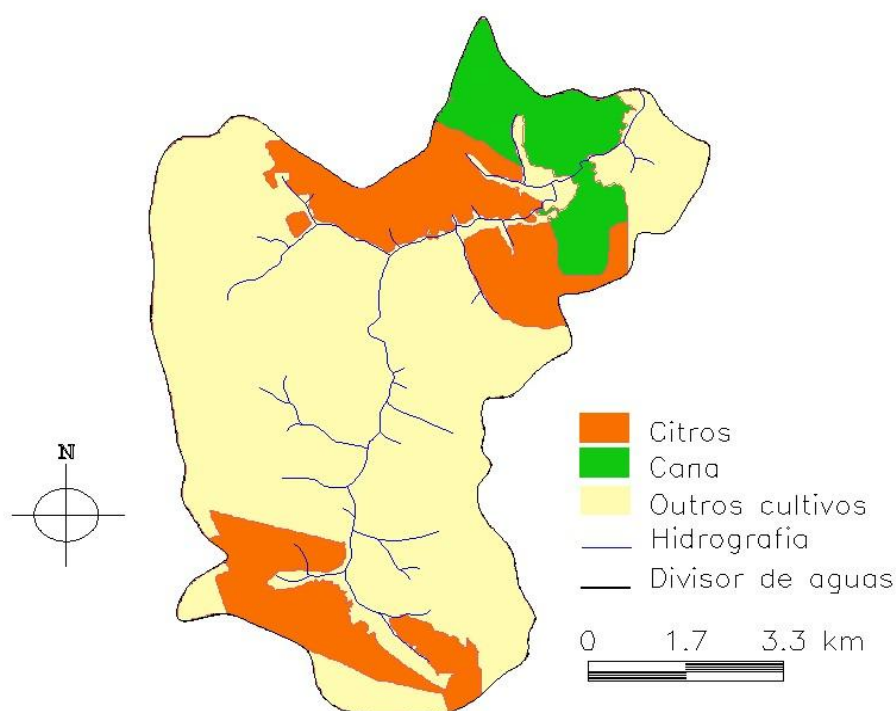 N
Citros
Cana
Outros cultivos
Hidrografia
Divisor de aguas
0 1.7 3.3 km